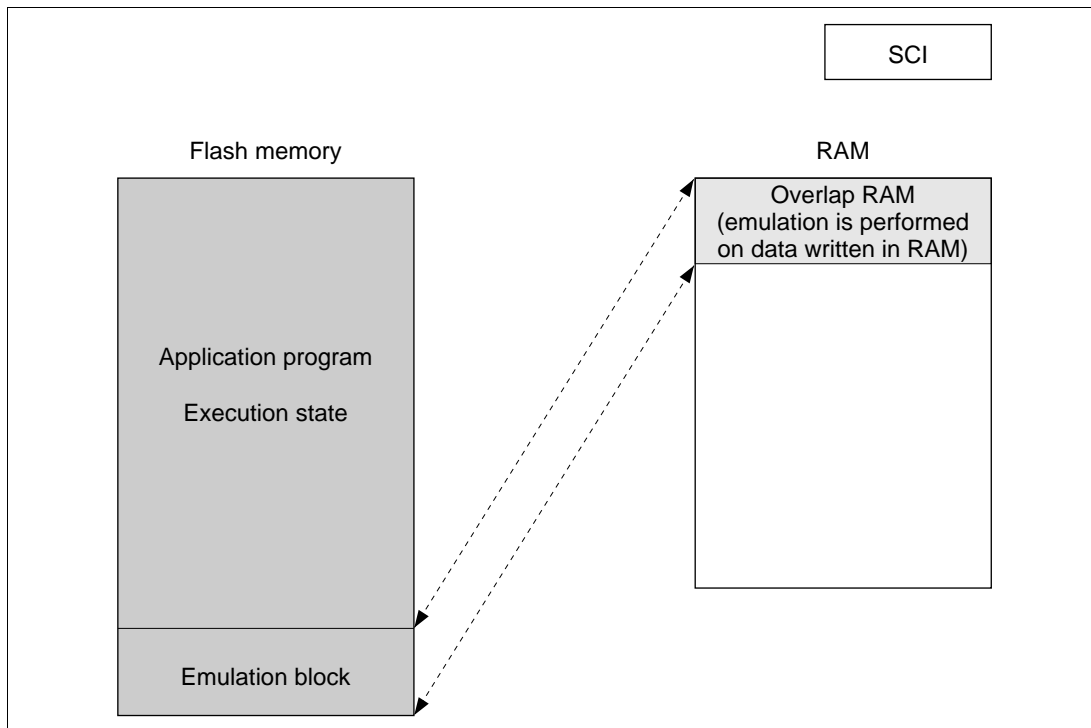 SCI
Flash memory
RAM
Overlap RAM
(emulation is performed
on data written in RAM)
Application program
Execution state
Emulation block